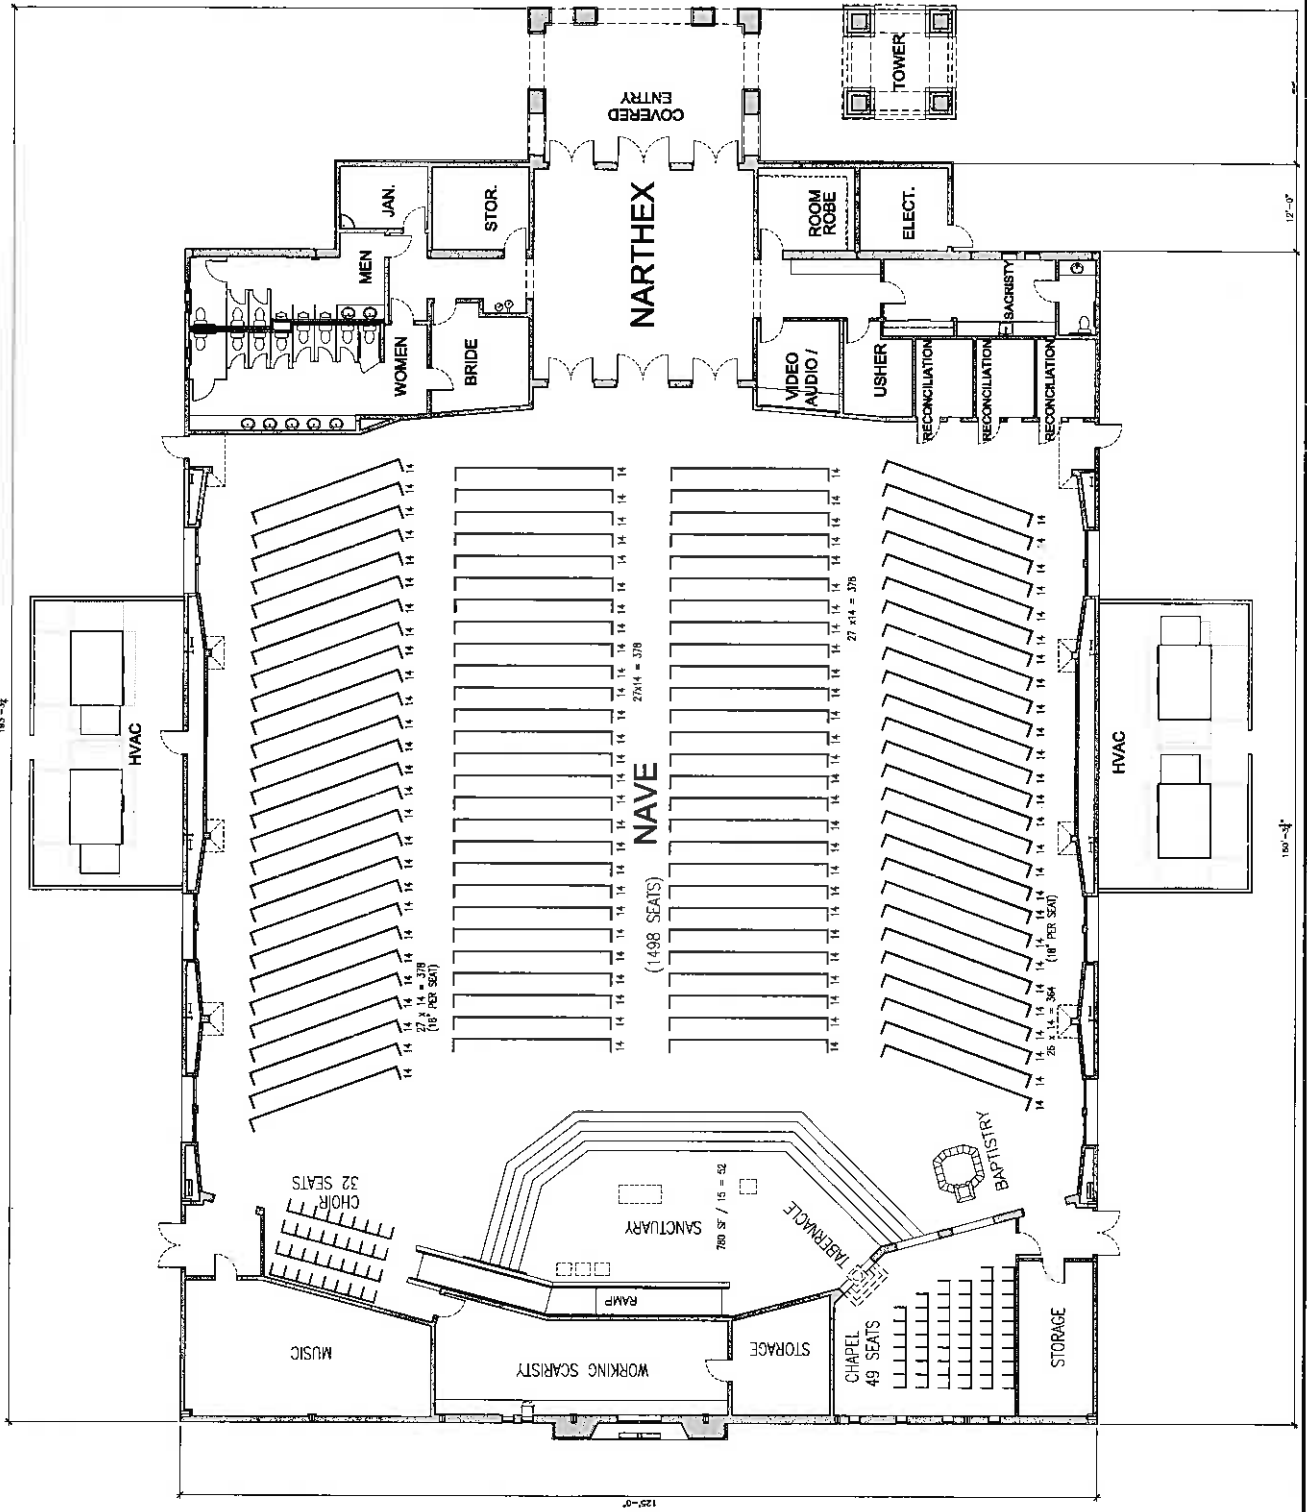 COVERED
ENTRY
TOWER
JAN.
STOR.
NARTHEX
ROOM
ROBE
ELECT.
12'-0"
MEN
SACRISTY
WOMEN
BRIDE
VIDEO
AUDIO /
USHER
RECONCILIATION
RECONCILIATION
RECONCILIATION
HVAC
HVAC
27x14 = 378
27 x14 = 378
NAVE
(1498 SEATS)
27 x 14 = 378
(18" PER SEAT)
14
(18" PER SEAT)
26 x 14 = 364
CHOIR
32 SEATS
SANCTUARY
780 SF / 15 = 52
TABERNACLE
BAPTISTRY
RAMP
MUSIC
WORKING SCARISTY
STORAGE
CHAPEL
49 SEATS
STORAGE
125'-0"